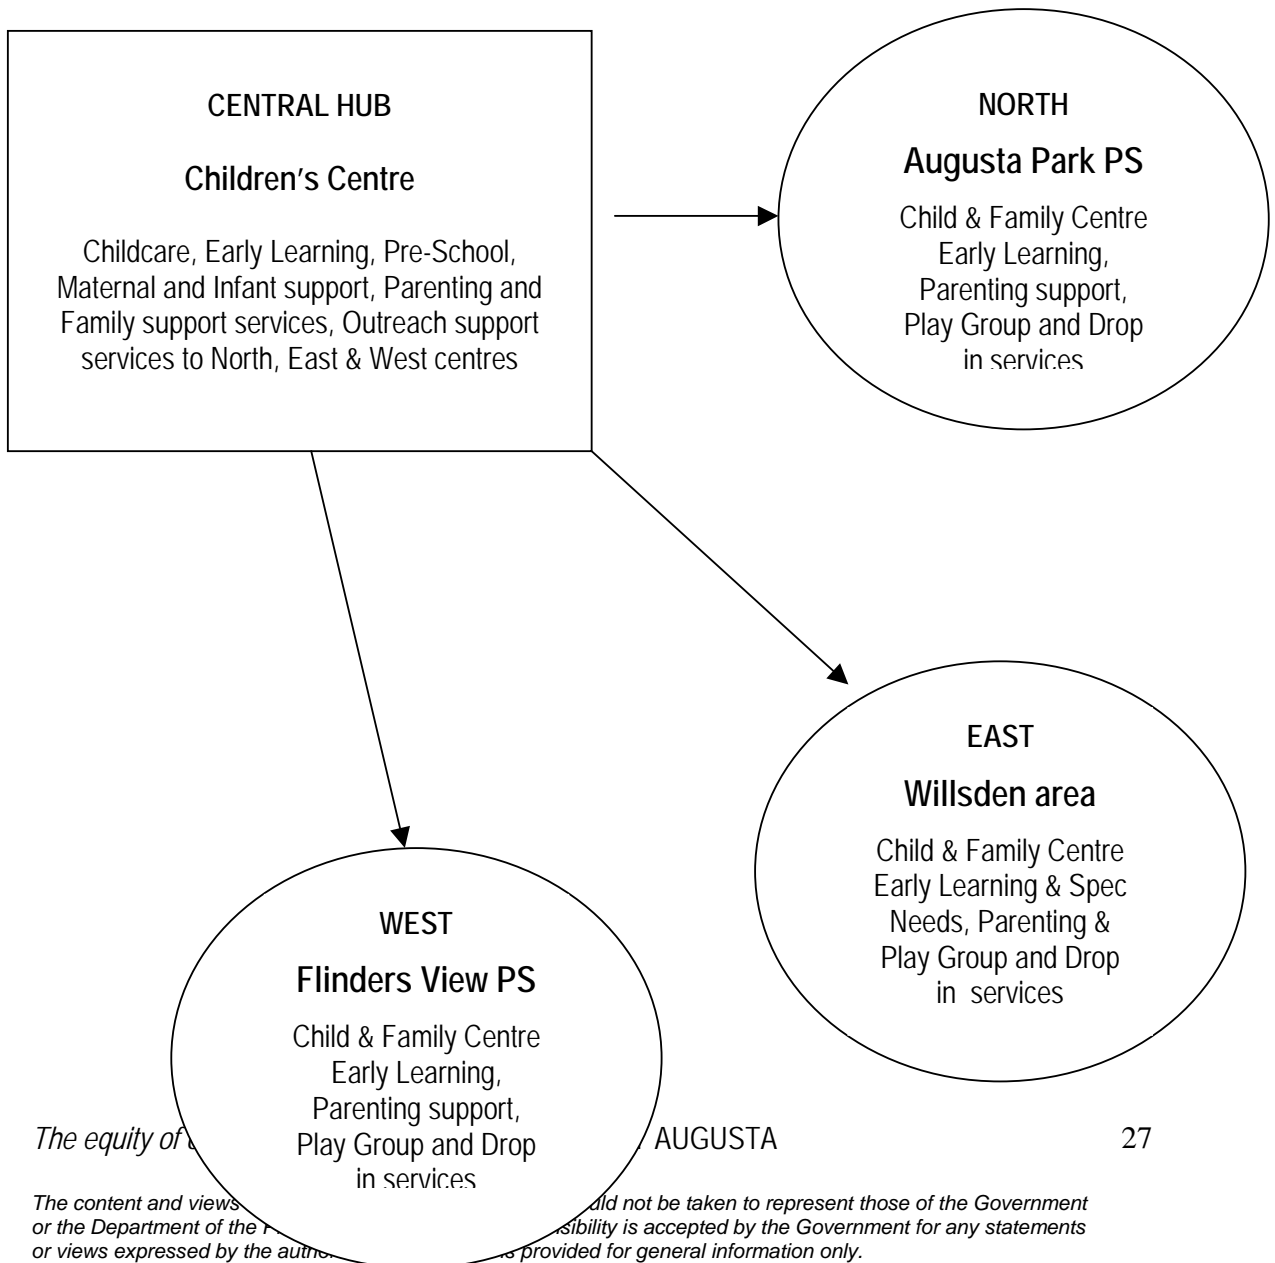 CENTRAL HUB
Children's Centre
Childcare, Early Learning, Pre-School,
Maternal and Infant support, Parenting and
Family support services, Outreach support
services to North, East & West centres
NORTH
Augusta Park PS
Child & Family Centre
Early Learning,
Parenting support,
Play Group and Drop
in services
EAST
Willsden area
Child & Family Centre
Early Learning & Spec
Needs, Parenting &
Play Group and Drop
in services
WEST
Flinders View PS
Child & Family Centre
Early Learning,
Parenting support,
Play Group and Drop
in services
The equity of AUGUSTA 27
The content and views not be taken to represent those of the Government
or the Department of the is accepted by the Government for any statements
or views expressed by the provided for general information only.